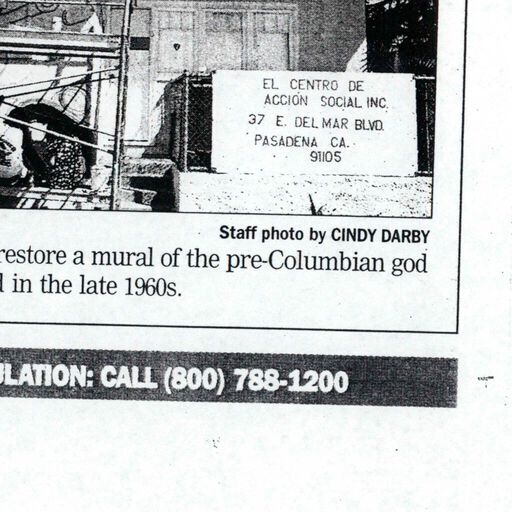 EL CENTRO DE
ACCIÓN SOCIAL INC.
37 E. DEL MAR BLVD.
PASADENA CA.
91105
Staff photo by CINDY DARBY
restore a mural of the pre-Columbian god
in the late 1960s.
CALL (800) 788-1200